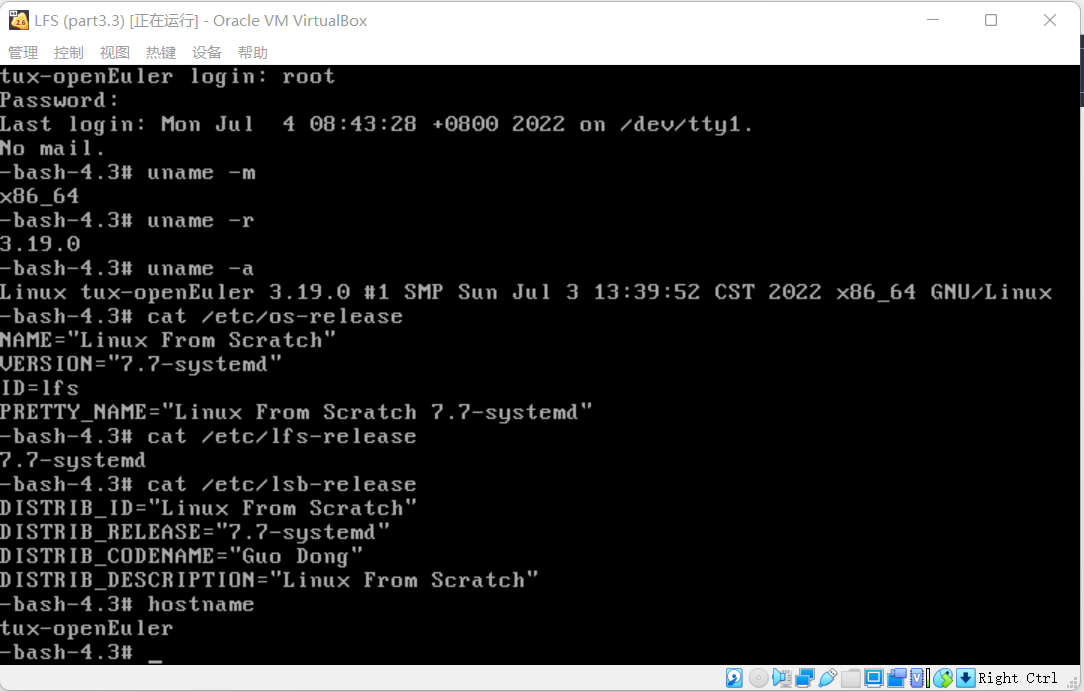 LFS (part3.3) [正在运行] - Oracle VM VirtualBox
管理 控制 视图 热键 设备 帮助
tux-openEuler login: root
Password:
Last login: Mon Jul  4 08:43:28 +0800 2022 on /dev/tty1.
No mail.
-bash-4.3# uname -m
x86_64
-bash-4.3# uname -r
3.19.0
-bash-4.3# uname -a
Linux tux-openEuler 3.19.0 #1 SMP Sun Jul 3 13:39:52 CST 2022 x86_64 GNU/Linux
-bash-4.3# cat /etc/os-release
NAME="Linux From Scratch"
VERSION="7.7-systemd"
ID=lfs
PRETTY_NAME="Linux From Scratch 7.7-systemd"
-bash-4.3# cat /etc/lfs-release
7.7-systemd
-bash-4.3# cat /etc/lsb-release
DISTRIB_ID="Linux From Scratch"
DISTRIB_RELEASE="7.7-systemd"
DISTRIB_CODENAME="Guo Dong"
DISTRIB_DESCRIPTION="Linux From Scratch"
-bash-4.3# hostname
tux-openEuler
-bash-4.3# _
Right Ctrl